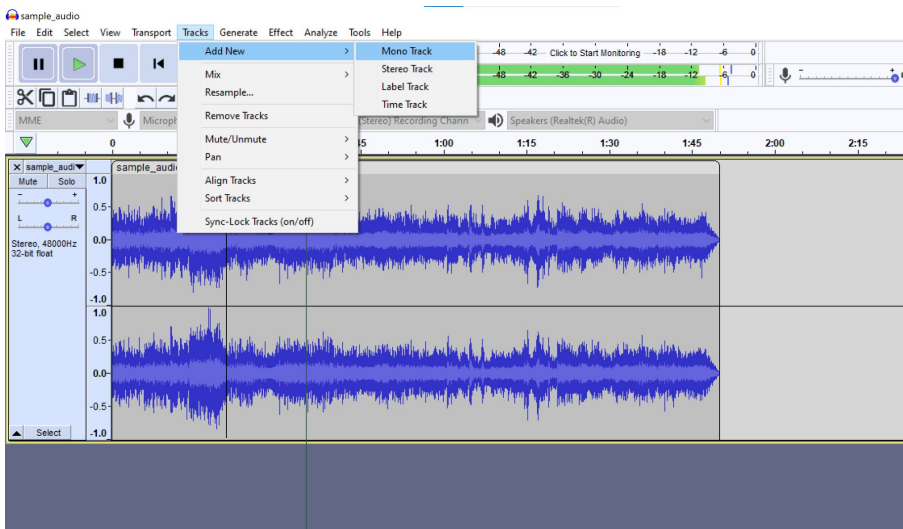 sample_audio
File Edit Select View Transport Tracks Generate Effect Analyze Tools Help
Add New > Mono Track
Stereo Track
Label Track
Time Track
Mix >
Resample...
Remove Tracks
Mute/Unmute >
Pan >
Align Tracks >
Sort Tracks >
Sync-Lock Tracks (on/off)
-48 -42 Click to Start Monitoring -18 -12 -6 0
-48 -42 -36 -30 -24 -18 -12 -6 0
MME
(Stereo) Recording Chann
Speakers (Realtek(R) Audio)
0 1:00 1:15 1:30 1:45 2:00 2:15
sample_audi
sample_audi
Mute Solo
- +
L R
Stereo, 48000Hz
32-bit float
Select
1.0
0.5
0.0
-0.5
-1.0
1.0
0.5
0.0
-0.5
-1.0